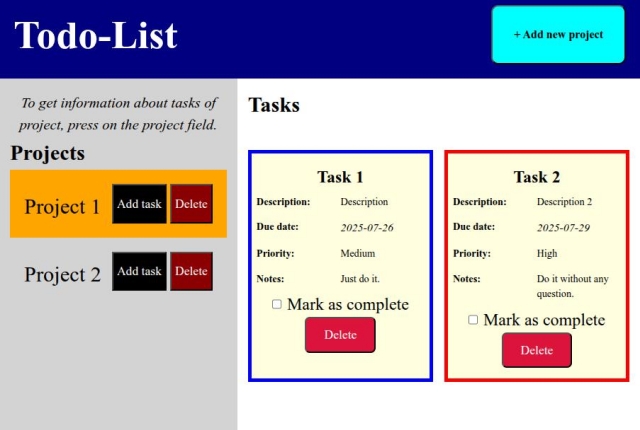 Todo-List
+ Add new project
To get information about tasks of
project, press on the project field.
Projects
Project 1
Add task
Delete
Project 2
Add task
Delete
Tasks
Task 1
Description: Description
Due date: 2025-07-26
Priority: Medium
Notes: Just do it.
Mark as complete
Delete
Task 2
Description: Description 2
Due date: 2025-07-29
Priority: High
Notes: Do it without any
question.
Mark as complete
Delete